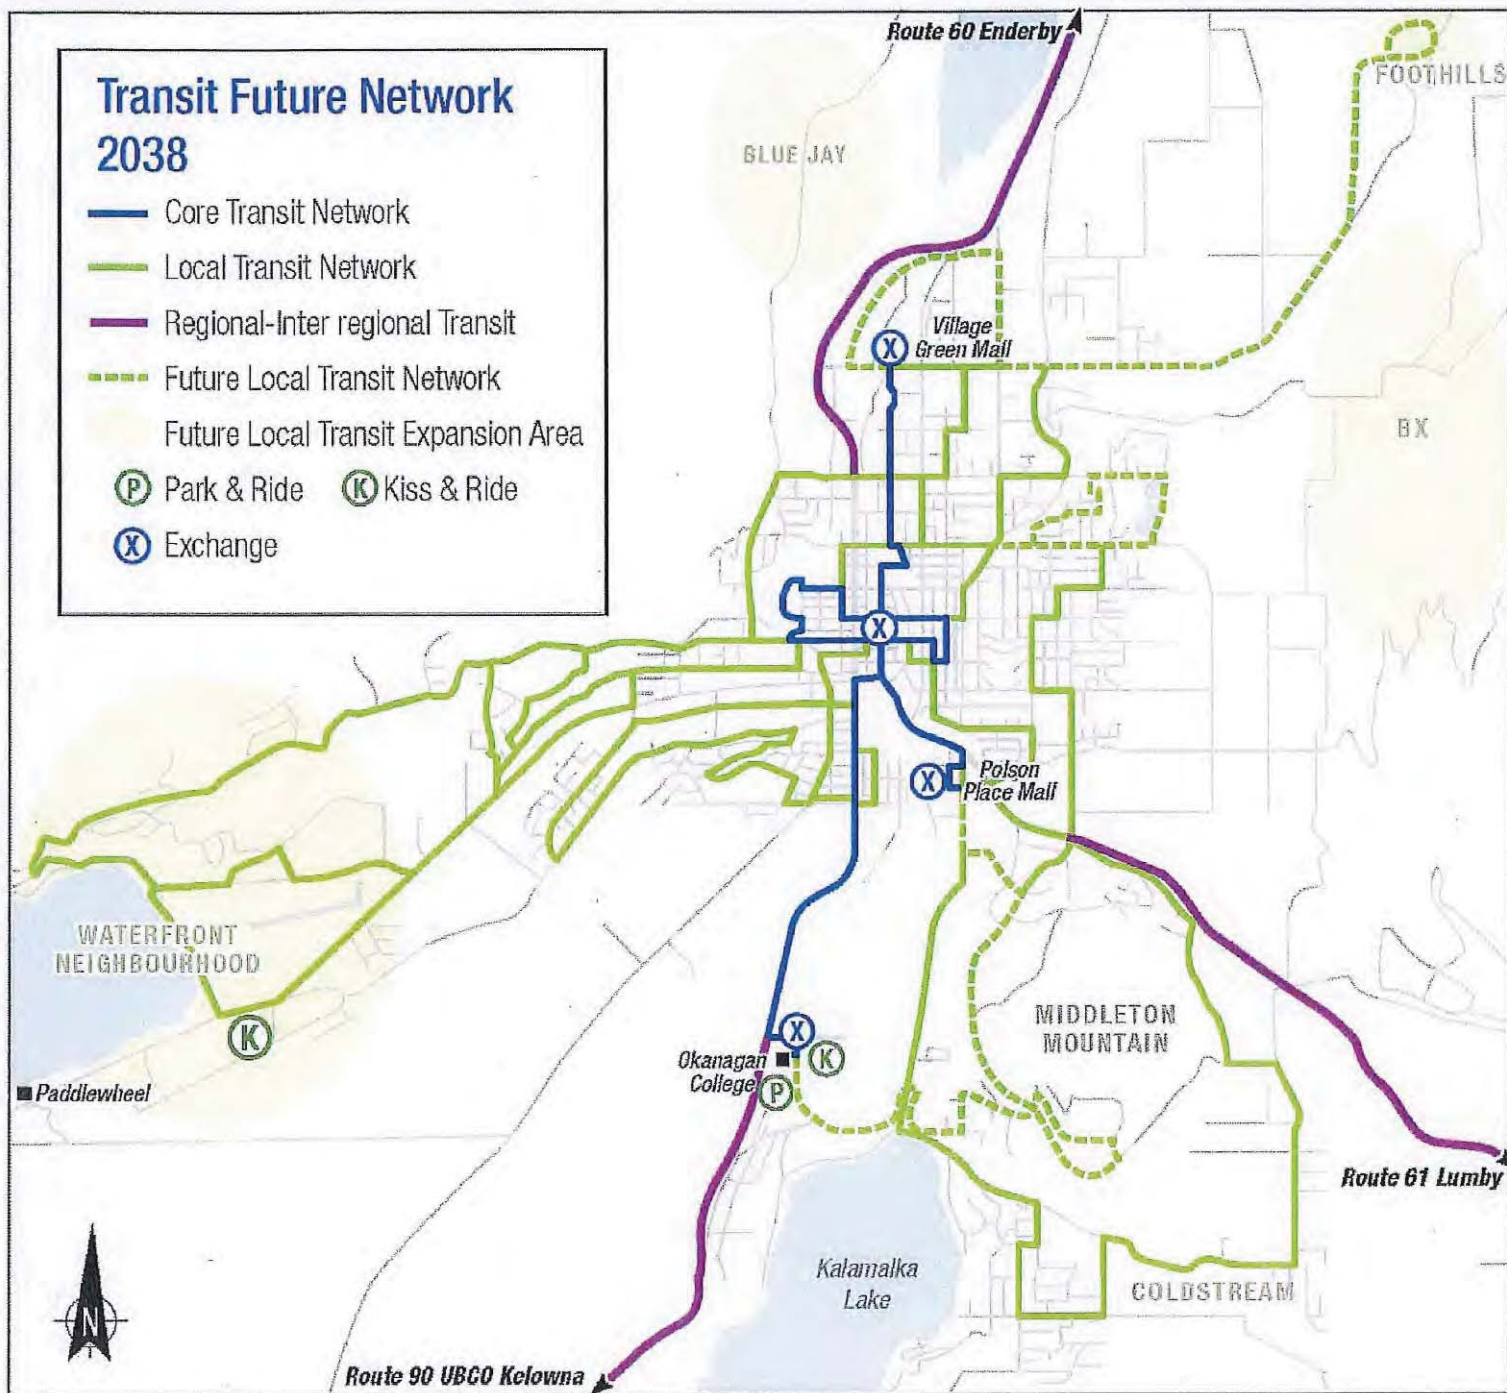 Transit Future Network
2038
Core Transit Network
Local Transit Network
Regional-Inter regional Transit
Future Local Transit Network
Future Local Transit Expansion Area
P Park & Ride K Kiss & Ride
X Exchange
Route 60 Enderby
FOOTHILLS
BLUE JAY
X
Village
Green Mall
BX
X
X
Polson
Place Mall
WATERFRONT
NEIGHBOURHOOD
K
Paddlewheel
MIDDLETON
MOUNTAIN
X
Okanagan
College
K
P
Route 61 Lumby
Kalamalka
Lake
COLDSTREAM
N
Route 90 UBCO Kelowna